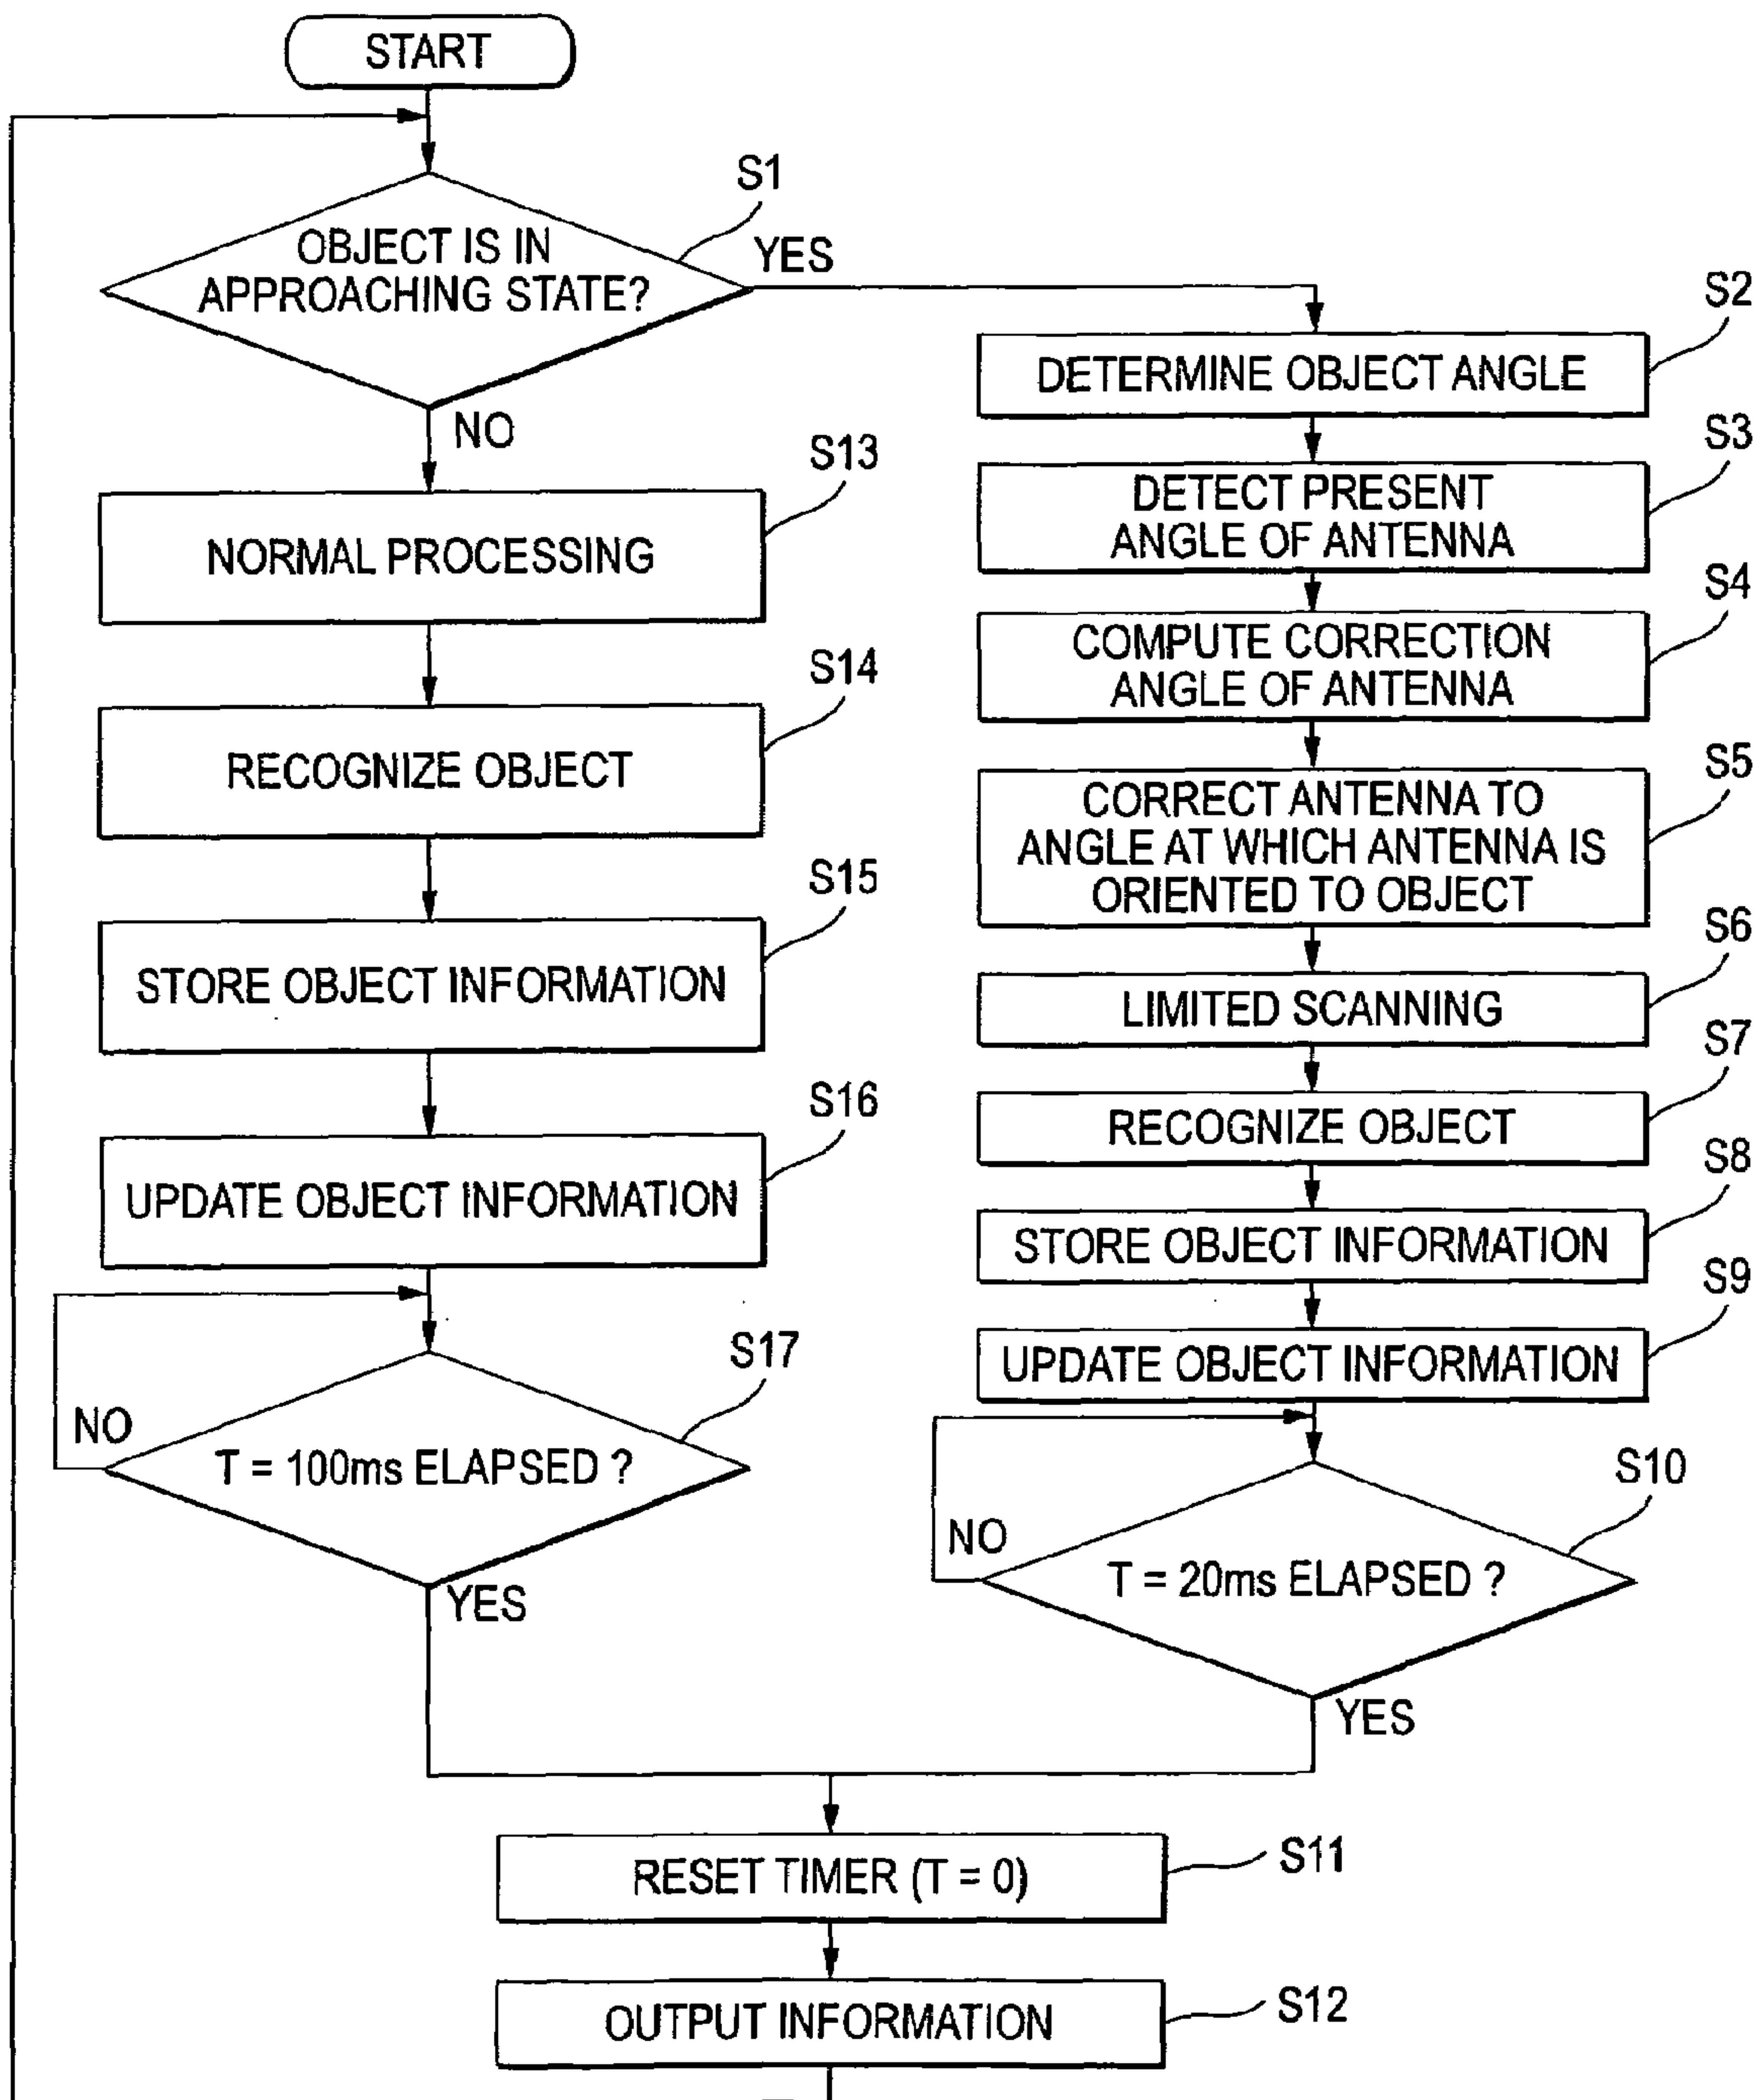 START
S1
OBJECT IS IN
APPROACHING STATE?
YES
NO
S2
DETERMINE OBJECT ANGLE
S3
DETECT PRESENT
ANGLE OF ANTENNA
S4
COMPUTE CORRECTION
ANGLE OF ANTENNA
S5
CORRECT ANTENNA TO
ANGLE AT WHICH ANTENNA IS
ORIENTED TO OBJECT
S6
LIMITED SCANNING
S7
RECOGNIZE OBJECT
S8
STORE OBJECT INFORMATION
S9
UPDATE OBJECT INFORMATION
S10
NO
T = 20ms ELAPSED ?
YES
S13
NORMAL PROCESSING
S14
RECOGNIZE OBJECT
S15
STORE OBJECT INFORMATION
S16
UPDATE OBJECT INFORMATION
S17
NO
T = 100ms ELAPSED ?
YES
RESET TIMER (T = 0)
S11
OUTPUT INFORMATION
S12